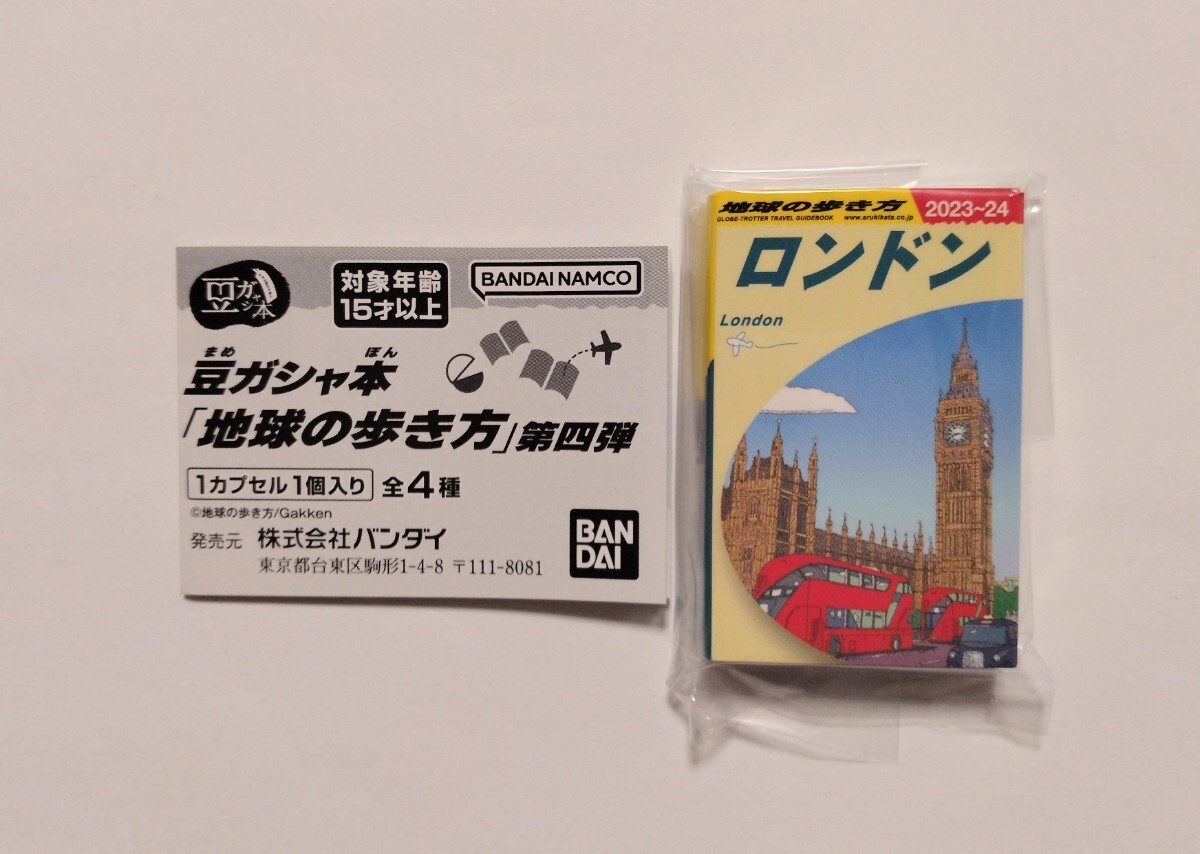 豆ガシャ本
対象年齢
15才以上
BANDAI NAMCO
まめ ぼん
豆ガシャ本
「地球の歩き方」第四弾
1カプセル1個入り 全4種
©地球の歩き方/Gakken
発売元 株式会社バンダイ
東京都台東区駒形1-4-8 〒111-8081
BAN
DAI
地球の歩き方 2023~24
GLOBE-TROTTER TRAVEL GUIDEBOOK www.arukikata.co.jp
ロンドン
London